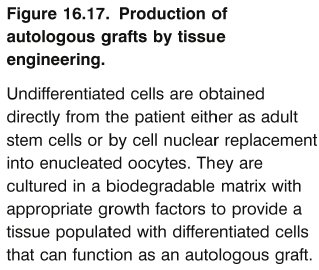 Figure 16.17. Production of
autologous grafts by tissue
engineering.
Undifferentiated cells are obtained
directly from the patient either as adult
stem cells or by cell nuclear replacement
into enucleated oocytes. They are
cultured in a biodegradable matrix with
appropriate growth factors to provide a
tissue populated with differentiated cells
that can function as an autologous graft.